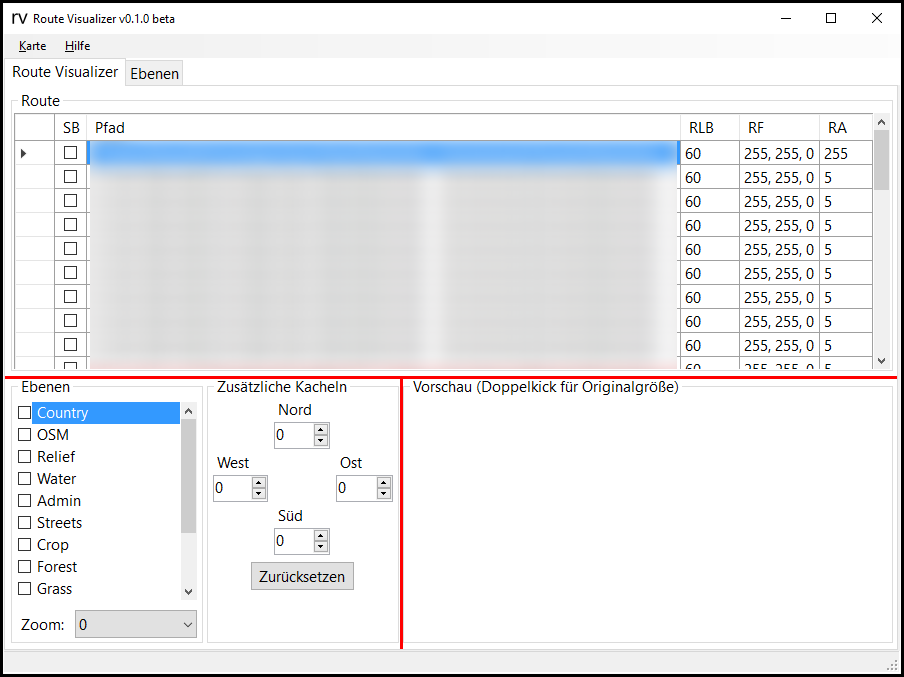 rv Route Visualizer v0.1.0 beta
Karte Hilfe
Route Visualizer Ebenen
Route
SB Pfad RLB RF RA
60 255, 255, 0 255
60 255, 255, 0 5
60 255, 255, 0 5
60 255, 255, 0 5
60 255, 255, 0 5
60 255, 255, 0 5
60 255, 255, 0 5
60 255, 255, 0 5
60 255, 255, 0 5
60 255, 255, 0 5
Ebenen
Country
OSM
Relief
Water
Admin
Streets
Crop
Forest
Grass
Zoom: 0
Zusätzliche Kacheln
Nord
0
West Ost
0 0
Süd
0
Zurücksetzen
Vorschau (Doppelkick für Originalgröße)